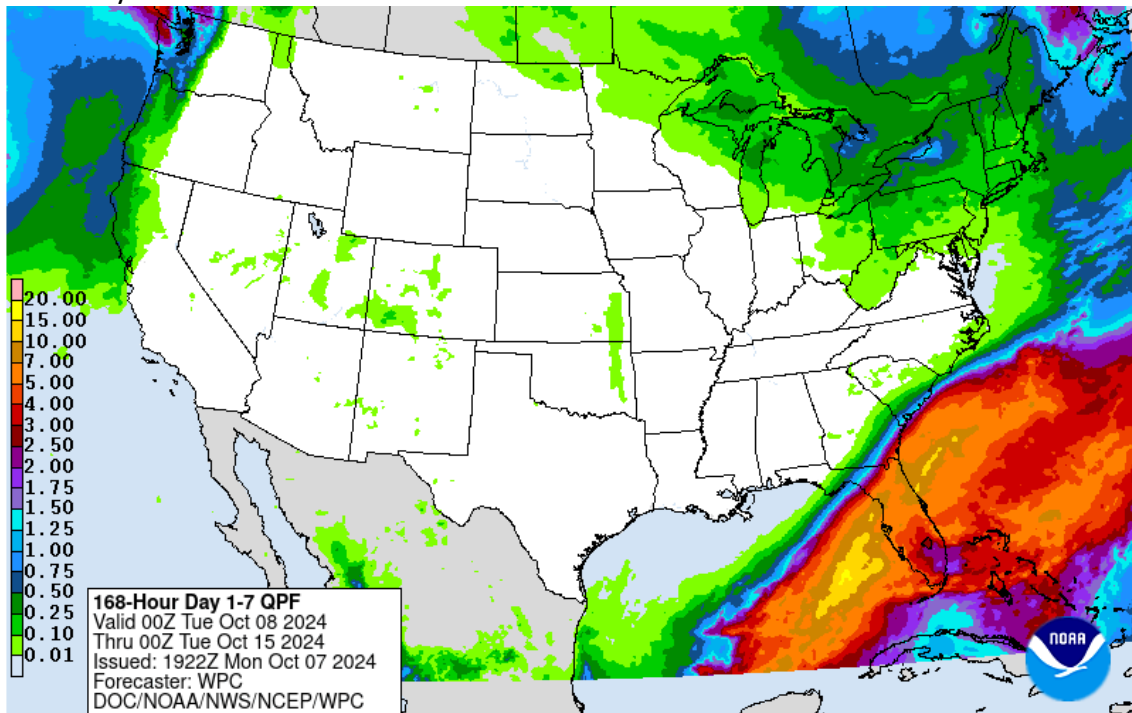 20.00
15.00
10.00
7.00
5.00
4.00
3.00
2.50
2.00
1.75
1.50
1.25
1.00
0.75
0.50
0.25
0.10
0.01
168-Hour Day 1-7 QPF
Valid 00Z Tue Oct 08 2024
Thru 00Z Tue Oct 15 2024
Issued: 1922Z Mon Oct 07 2024
Forecaster: WPC
DOC/NOAA/NWS/NCEP/WPC
NOAA